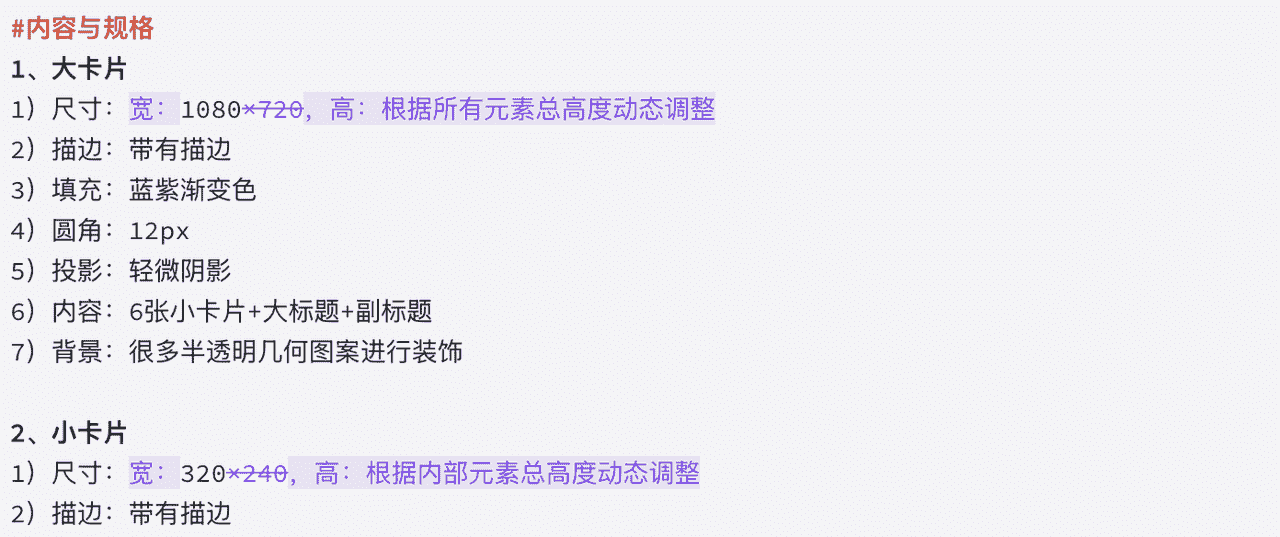 #内容与规格
1、大卡片
1）尺寸：宽：1080×720，高：根据所有元素总高度动态调整
2）描边：带有描边
3）填充：蓝紫渐变色
4）圆角：12px
5）投影：轻微阴影
6）内容：6张小卡片+大标题+副标题
7）背景：很多半透明几何图案进行装饰
2、小卡片
1）尺寸：宽：320×240，高：根据内部元素总高度动态调整
2）描边：带有描边